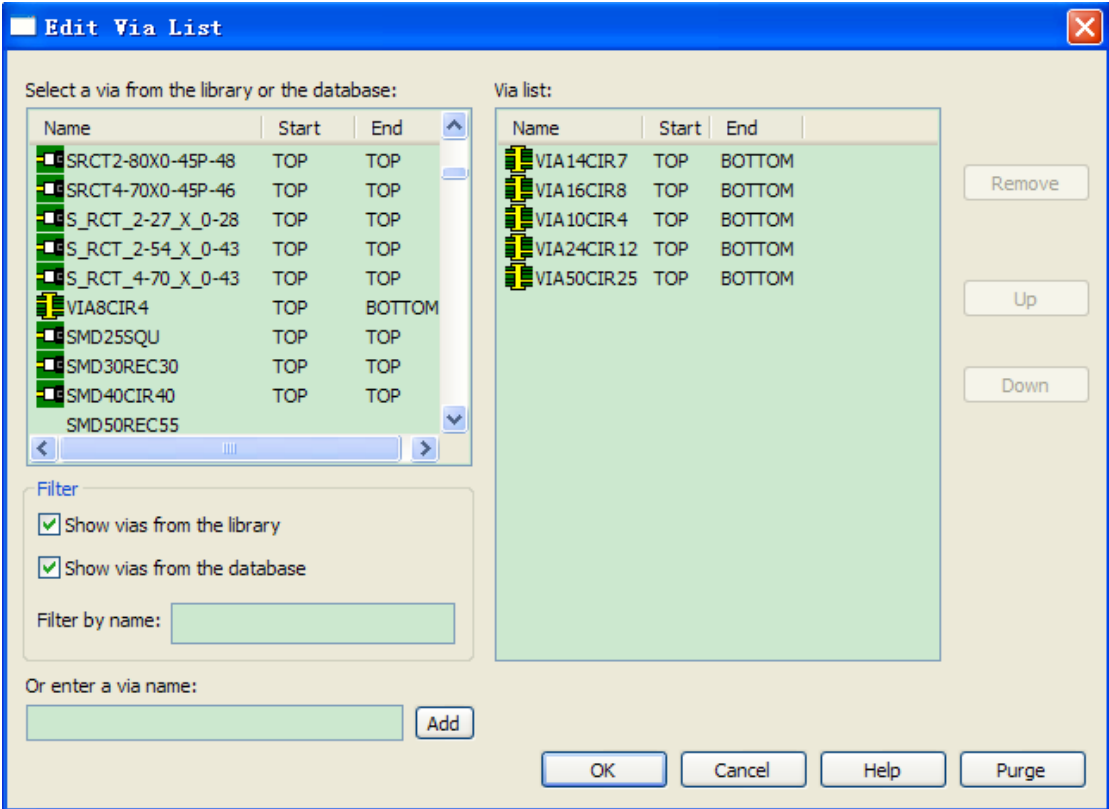 Edit Via List
Select a via from the library or the database:
Name Start End
SRCT2-80X0-45P-48 TOP TOP
SRCT4-70X0-45P-46 TOP TOP
S_RCT_2-27_X_0-28 TOP TOP
S_RCT_2-54_X_0-43 TOP TOP
S_RCT_4-70_X_0-43 TOP TOP
VIA8CIR4 TOP BOTTOM
SMD25SQU TOP TOP
SMD30REC30 TOP TOP
SMD40CIR40 TOP TOP
SMD50REC55
Filter
Show vias from the library
Show vias from the database
Filter by name:
Or enter a via name:
Add
Via list:
Name Start End
VIA14CIR7 TOP BOTTOM
VIA16CIR8 TOP BOTTOM
VIA10CIR4 TOP BOTTOM
VIA24CIR12 TOP BOTTOM
VIA50CIR25 TOP BOTTOM
Remove
Up
Down
OK Cancel Help Purge